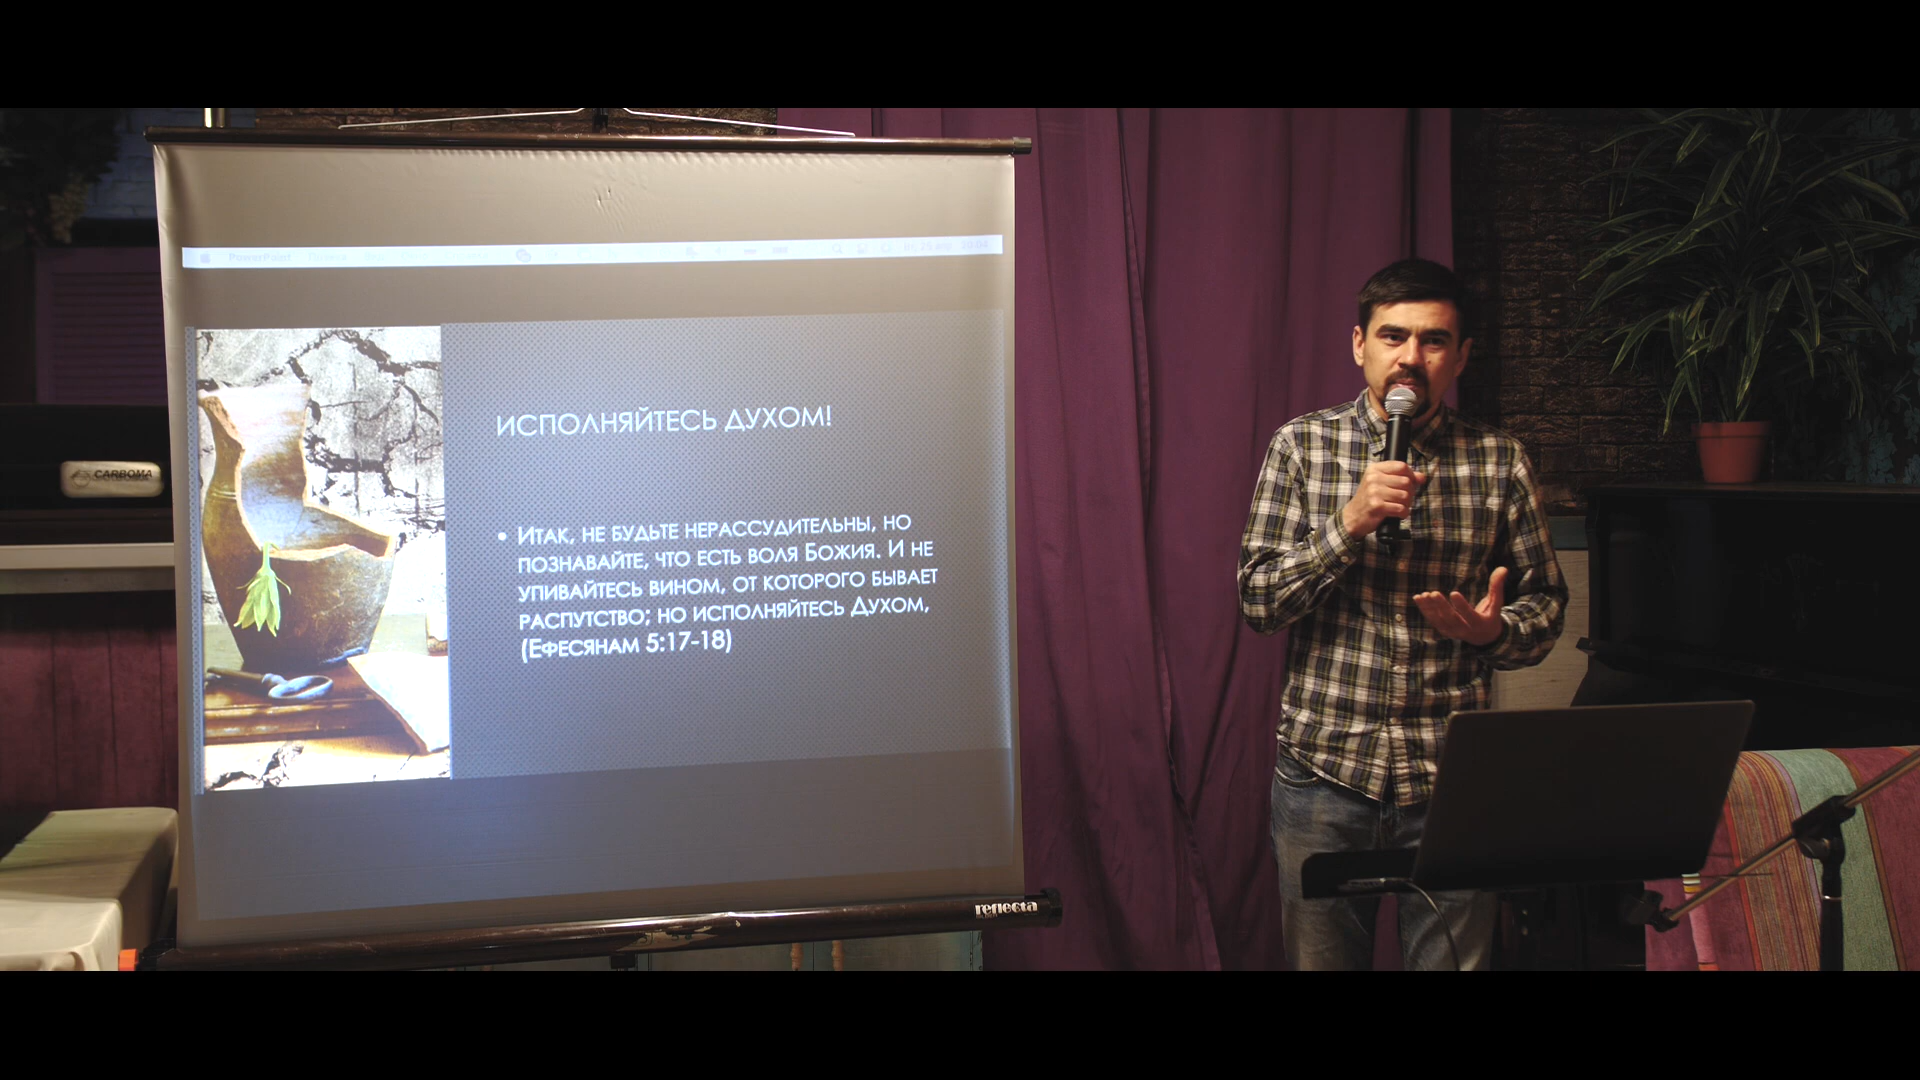 PowerPoint
ИСПОЛНЯЙТЕСЬ ДУХОМ!
• Итак, не будьте нерассудительны, но
познавайте, что есть воля Божия. И не
упивайтесь вином, от которого бывает
распутство; но исполняйтесь Духом,
(Ефесянам 5:17-18)
CARBOMA
reflecta